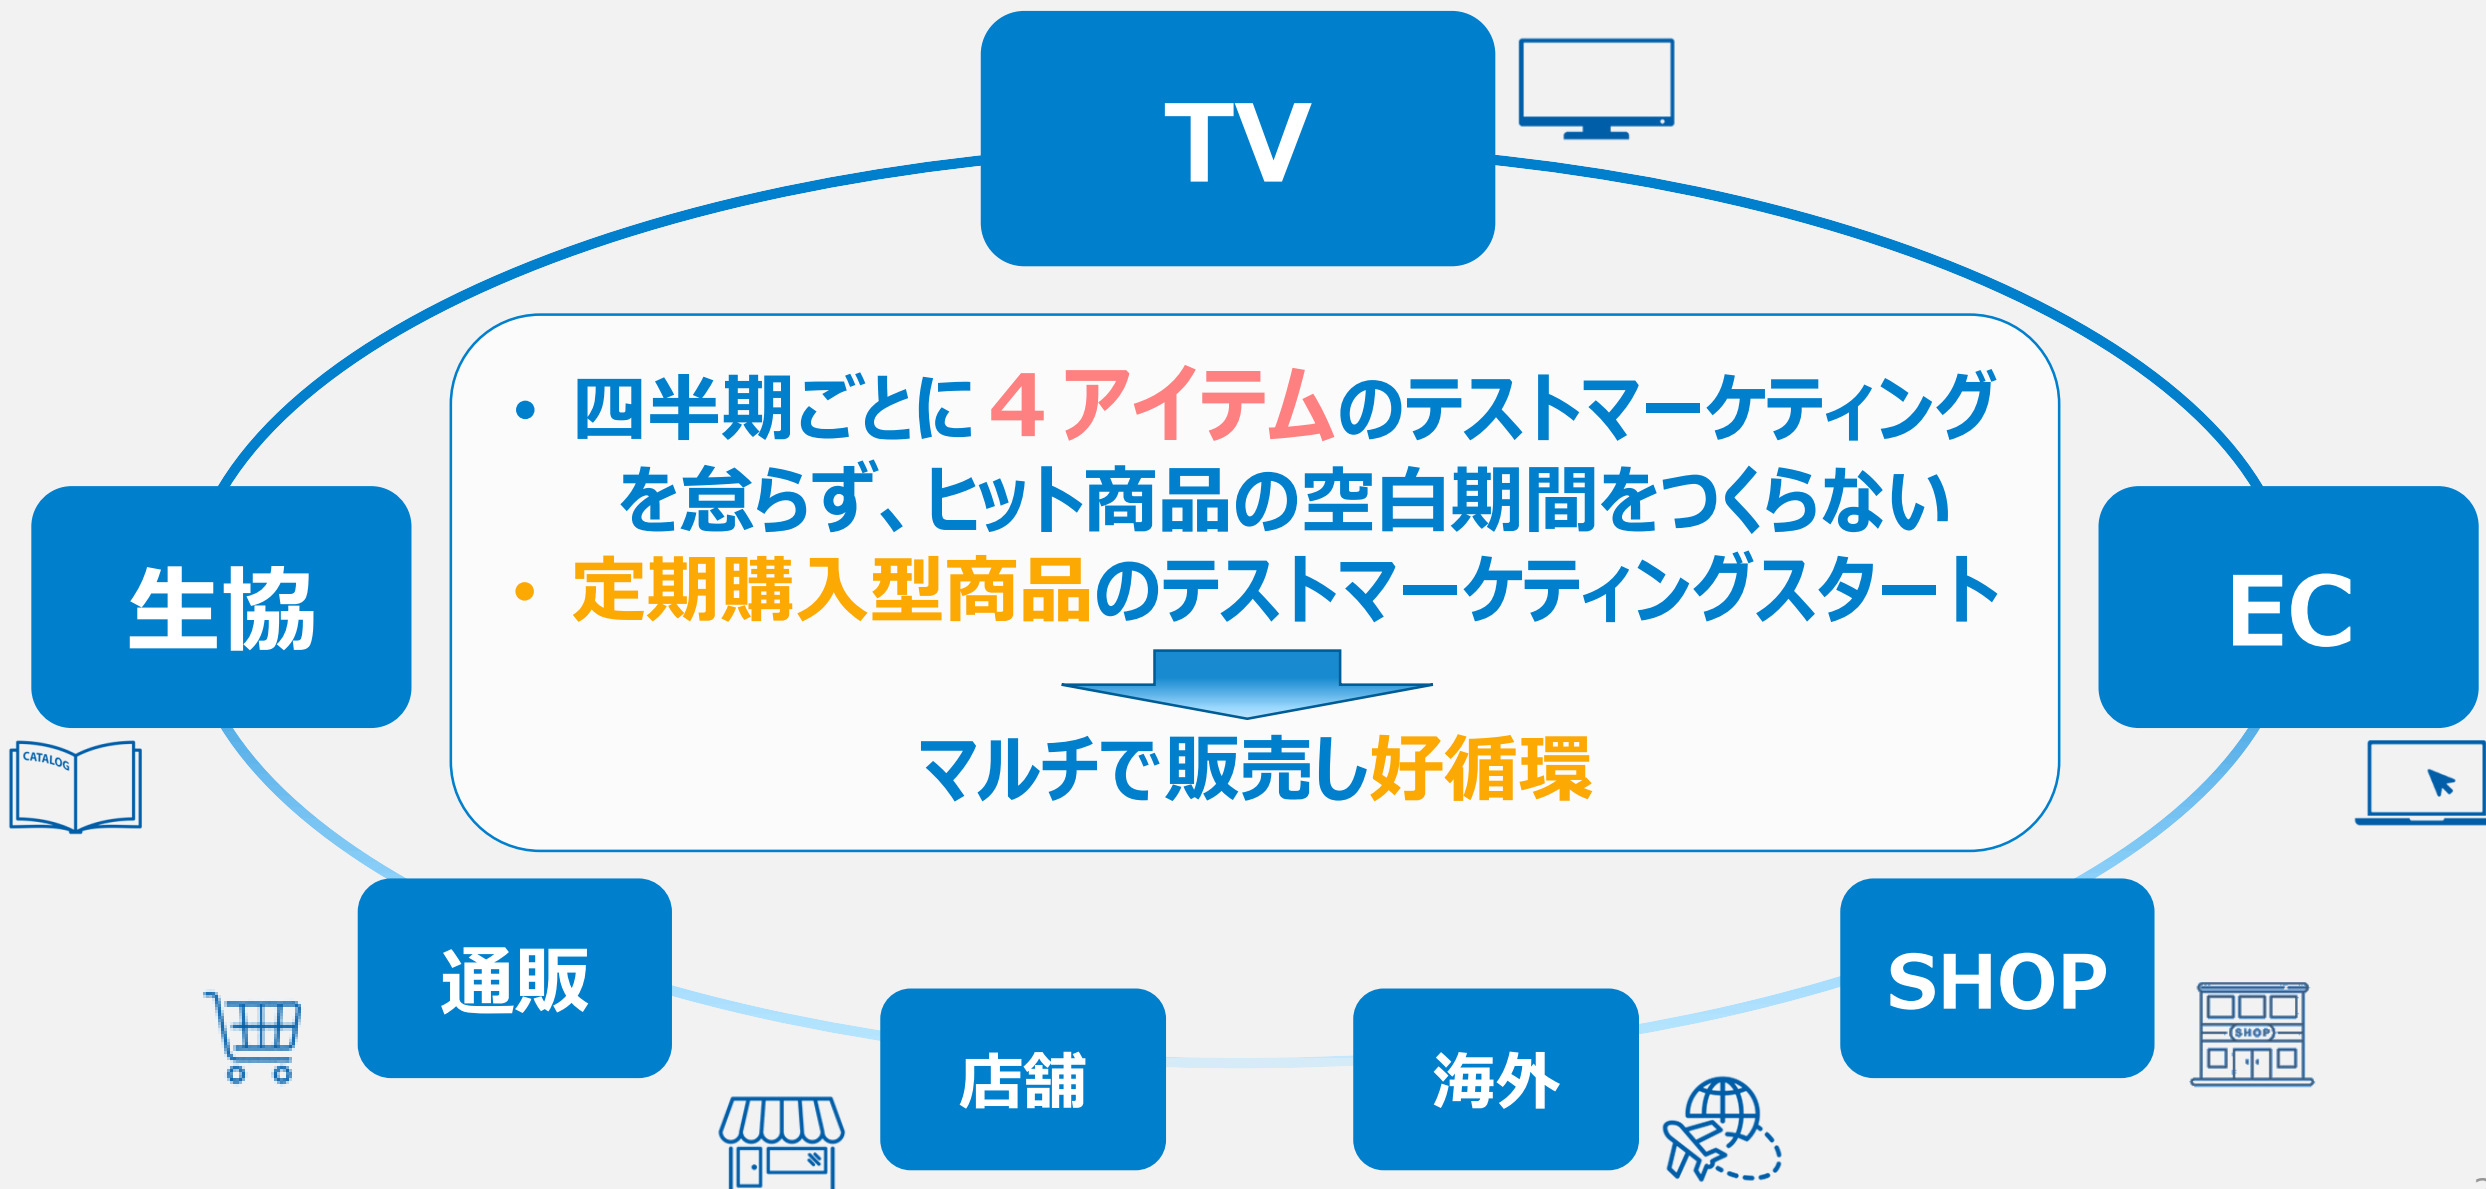 TV
• 四半期ごとに４アイテムのテストマーケティング
を怠らず、ヒット商品の空白期間をつくらない
• 定期購入型商品のテストマーケティングスタート
マルチで販売し好循環
生協
EC
CATALOG
通販
SHOP
SHOP
店舗
海外